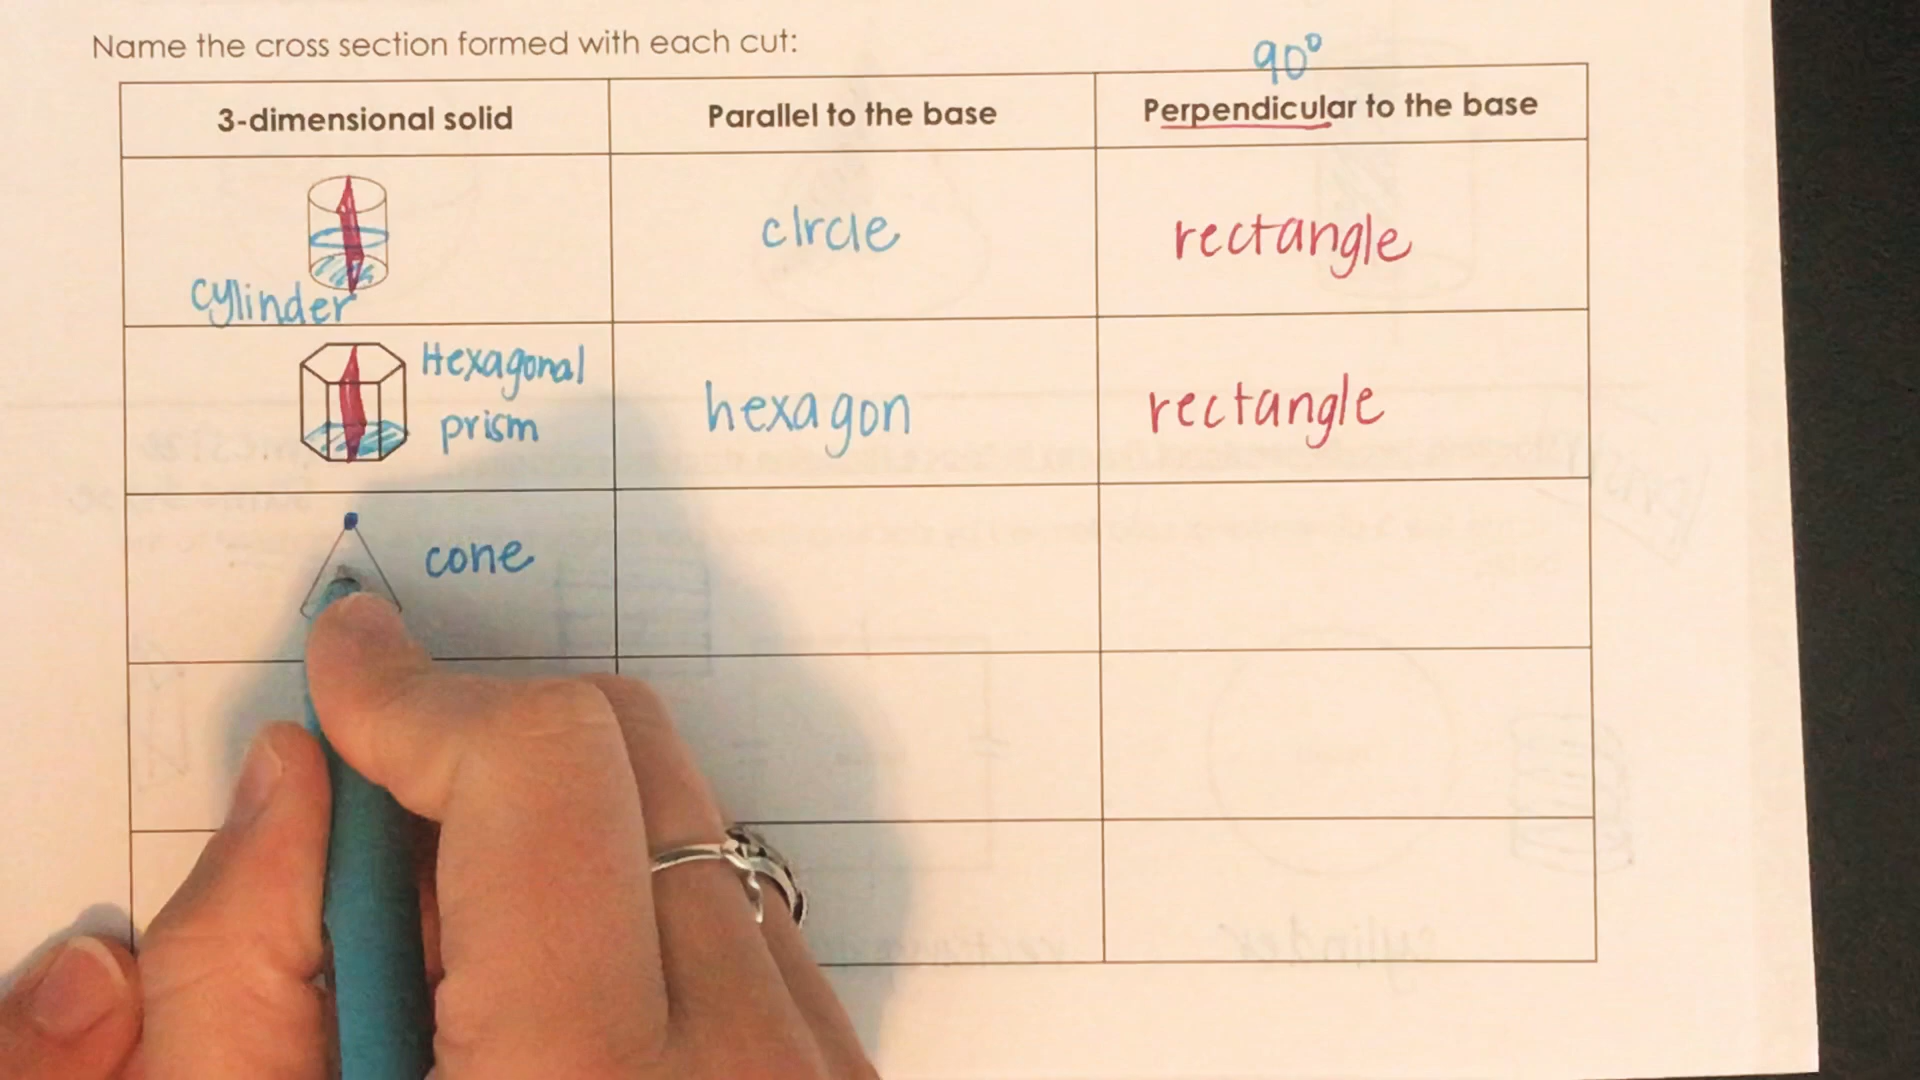 Name the cross section formed with each cut:
90°
3-dimensional solid
Parallel to the base
Perpendicular to the base
cylinder
circle
rectangle
Hexagonal
prism
hexagon
rectangle
cone
cylinder